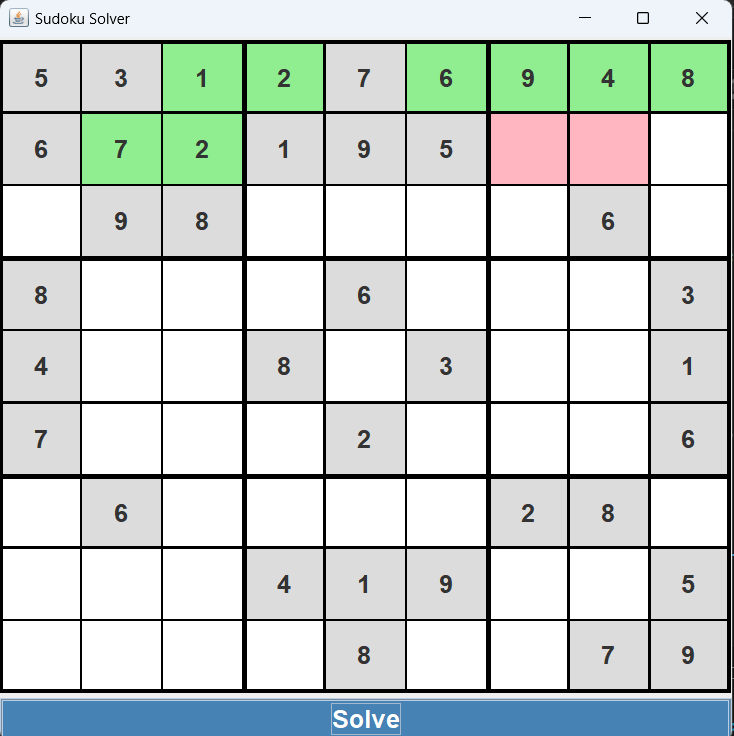 Sudoku Solver
5 3 1 2 7 6 9 4 8
6 7 2 1 9 5
9 8 6
8 6 3
4 8 3 1
7 2 6
6 2 8
4 1 9 5
8 7 9
Solve